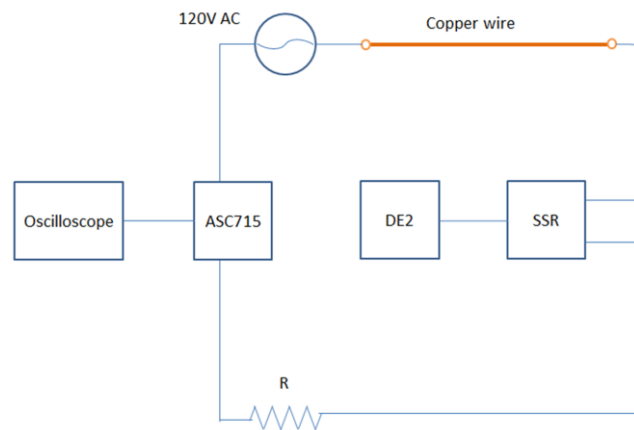 120V AC
Copper wire
Oscilloscope
ASC715
DE2
SSR
R